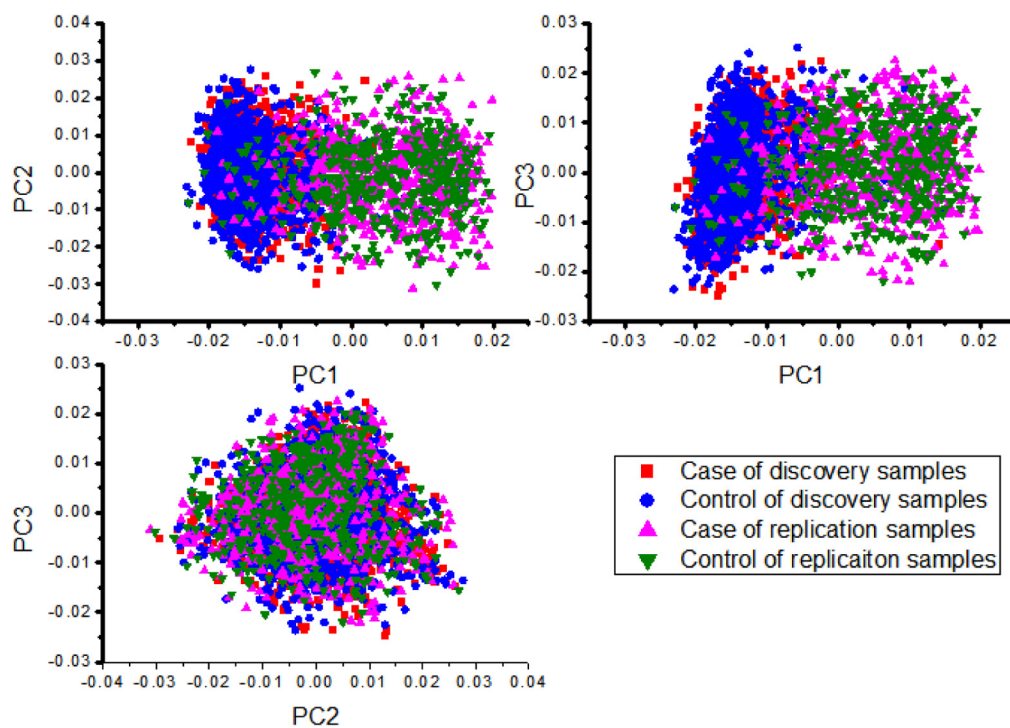 0.04
0.03
0.02
0.01
0.00
-0.01
-0.02
-0.03
-0.04
PC2
-0.03 -0.02 -0.01 0.00 0.01 0.02
PC1
0.03
0.02
0.01
0.00
-0.01
-0.02
-0.03
PC3
-0.03 -0.02 -0.01 0.00 0.01 0.02
PC1
0.03
0.02
0.01
0.00
-0.01
-0.02
-0.03
PC3
-0.04 -0.03 -0.02 -0.01 0.00 0.01 0.02 0.03 0.04
PC2
Case of discovery samples
Control of discovery samples
Case of replication samples
Control of replicaiton samples